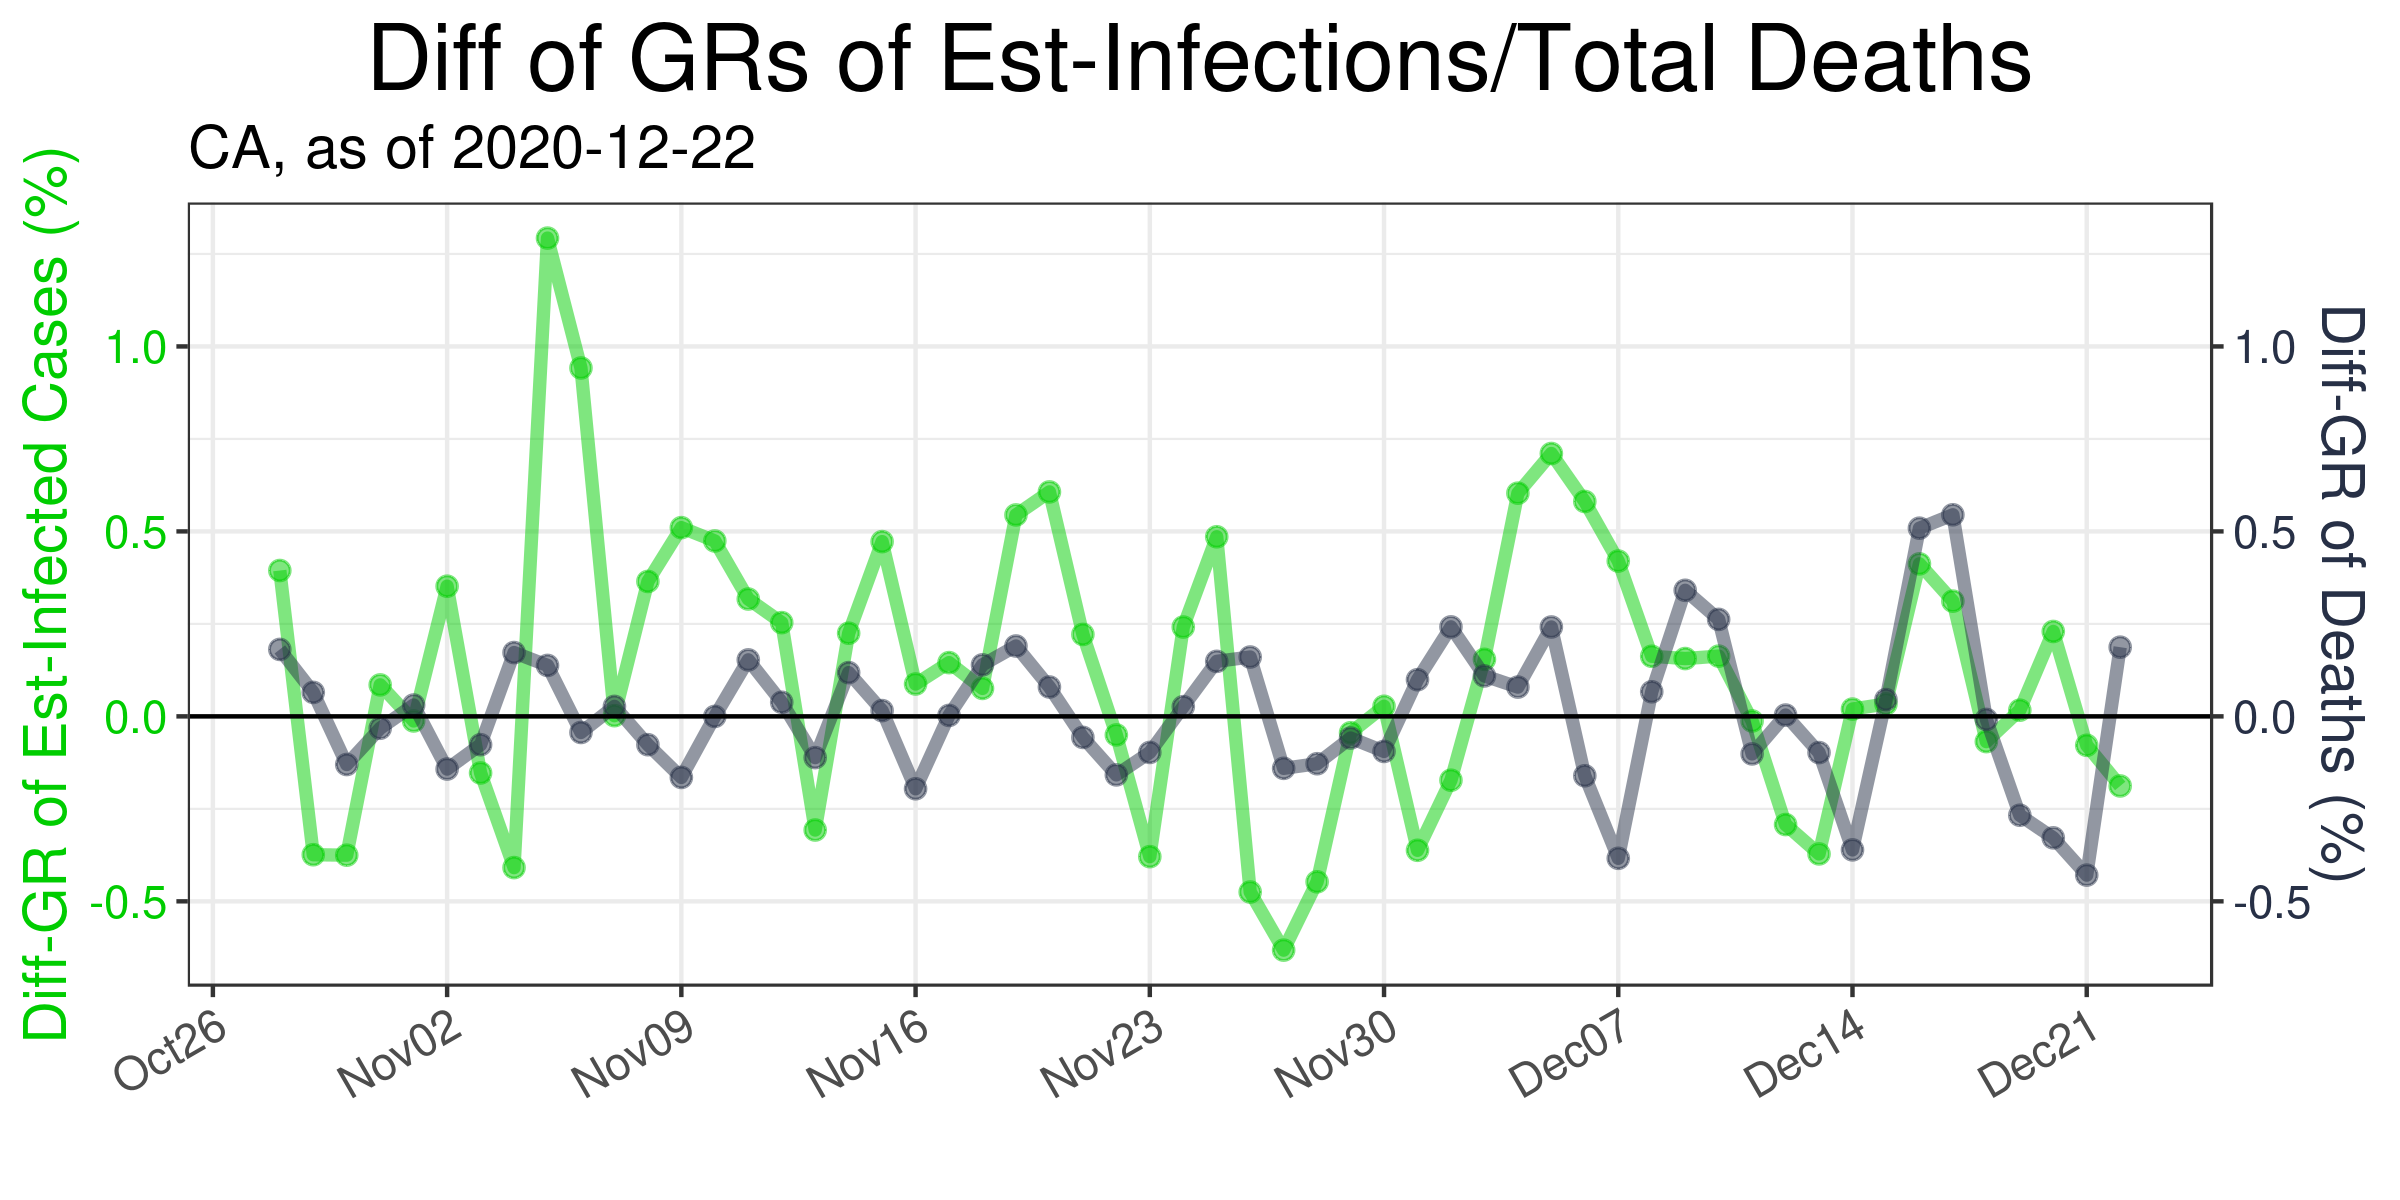 Diff of GRs of Est-Infections/Total Deaths
CA, as of 2020-12-22
Diff-GR of Est-Infected Cases (%)
1.0
0.5
0.0
-0.5
1.0
0.5
0.0
-0.5
Diff-GR of Deaths (%)
Oct26
Nov02
Nov09
Nov16
Nov23
Nov30
Dec07
Dec14
Dec21